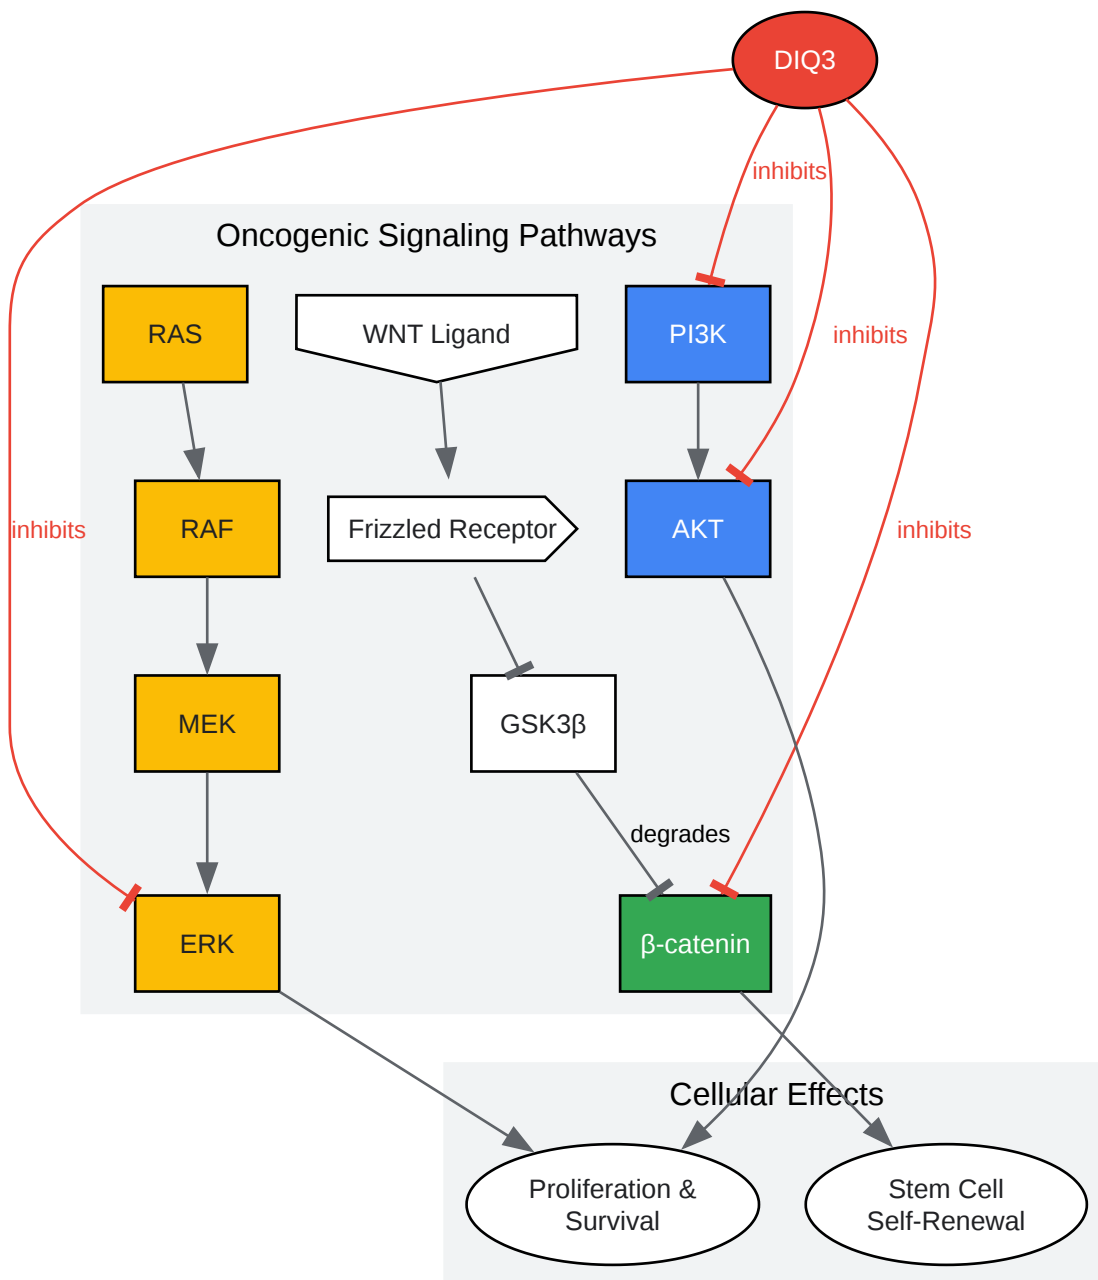 DIQ3
inhibits
Oncogenic Signaling Pathways
RAS
WNT Ligand
PI3K
inhibits
RAF
Frizzled Receptor
AKT
inhibits
inhibits
MEK
GSK3β
degrades
ERK
β-catenin
Cellular Effects
Proliferation &
Survival
Stem Cell
Self-Renewal